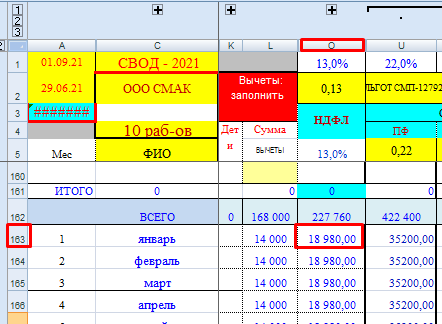 1
2
3
A C K L Q U
1 01.09.21 СВОД - 2021 13,0% 22,0%
2 29.06.21 ООО СМАК Вычеты: заполнить 0,13 ЛЬГОТ СМП-12792
3 ####### НДФЛ
4 10 раб-ов Дет и Сумма ПФ
5 Мес ФИО ВЫЧЕТЫ 13,0% 0,22
160
161 ИТОГО 0 0 0 0
162 ВСЕГО 0 168 000 227 760 422 400
163 1 январь 14 000 18 980,00 35200,00
164 2 февраль 14 000 18 980,00 35200,00
165 3 март 14 000 18 980,00 35200,00
166 4 апрель 14 000 18 980,00 35200,00